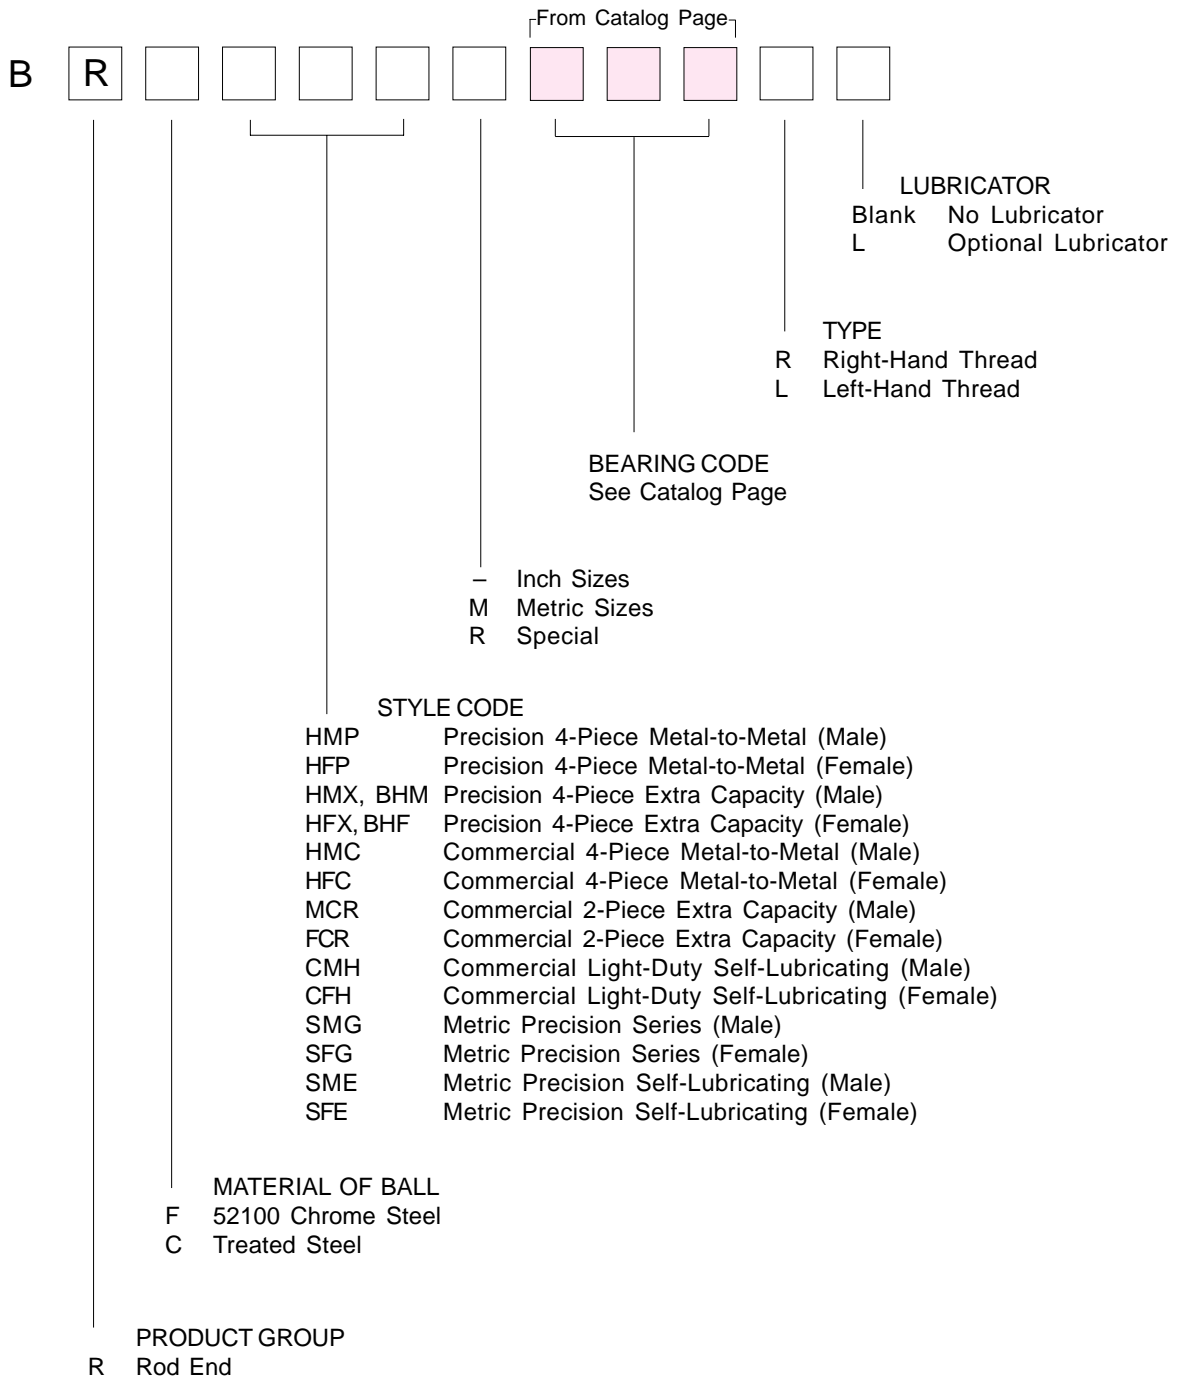 From Catalog Page
B R
LUBRICATOR
Blank No Lubricator
L Optional Lubricator
TYPE
R Right-Hand Thread
L Left-Hand Thread
BEARING CODE
See Catalog Page
– Inch Sizes
M Metric Sizes
R Special
STYLE CODE
HMP Precision 4-Piece Metal-to-Metal (Male)
HFP Precision 4-Piece Metal-to-Metal (Female)
HMX, BHM Precision 4-Piece Extra Capacity (Male)
HFX, BHF Precision 4-Piece Extra Capacity (Female)
HMC Commercial 4-Piece Metal-to-Metal (Male)
HFC Commercial 4-Piece Metal-to-Metal (Female)
MCR Commercial 2-Piece Extra Capacity (Male)
FCR Commercial 2-Piece Extra Capacity (Female)
CMH Commercial Light-Duty Self-Lubricating (Male)
CFH Commercial Light-Duty Self-Lubricating (Female)
SMG Metric Precision Series (Male)
SFG Metric Precision Series (Female)
SME Metric Precision Self-Lubricating (Male)
SFE Metric Precision Self-Lubricating (Female)
MATERIAL OF BALL
F 52100 Chrome Steel
C Treated Steel
PRODUCT GROUP
R Rod End